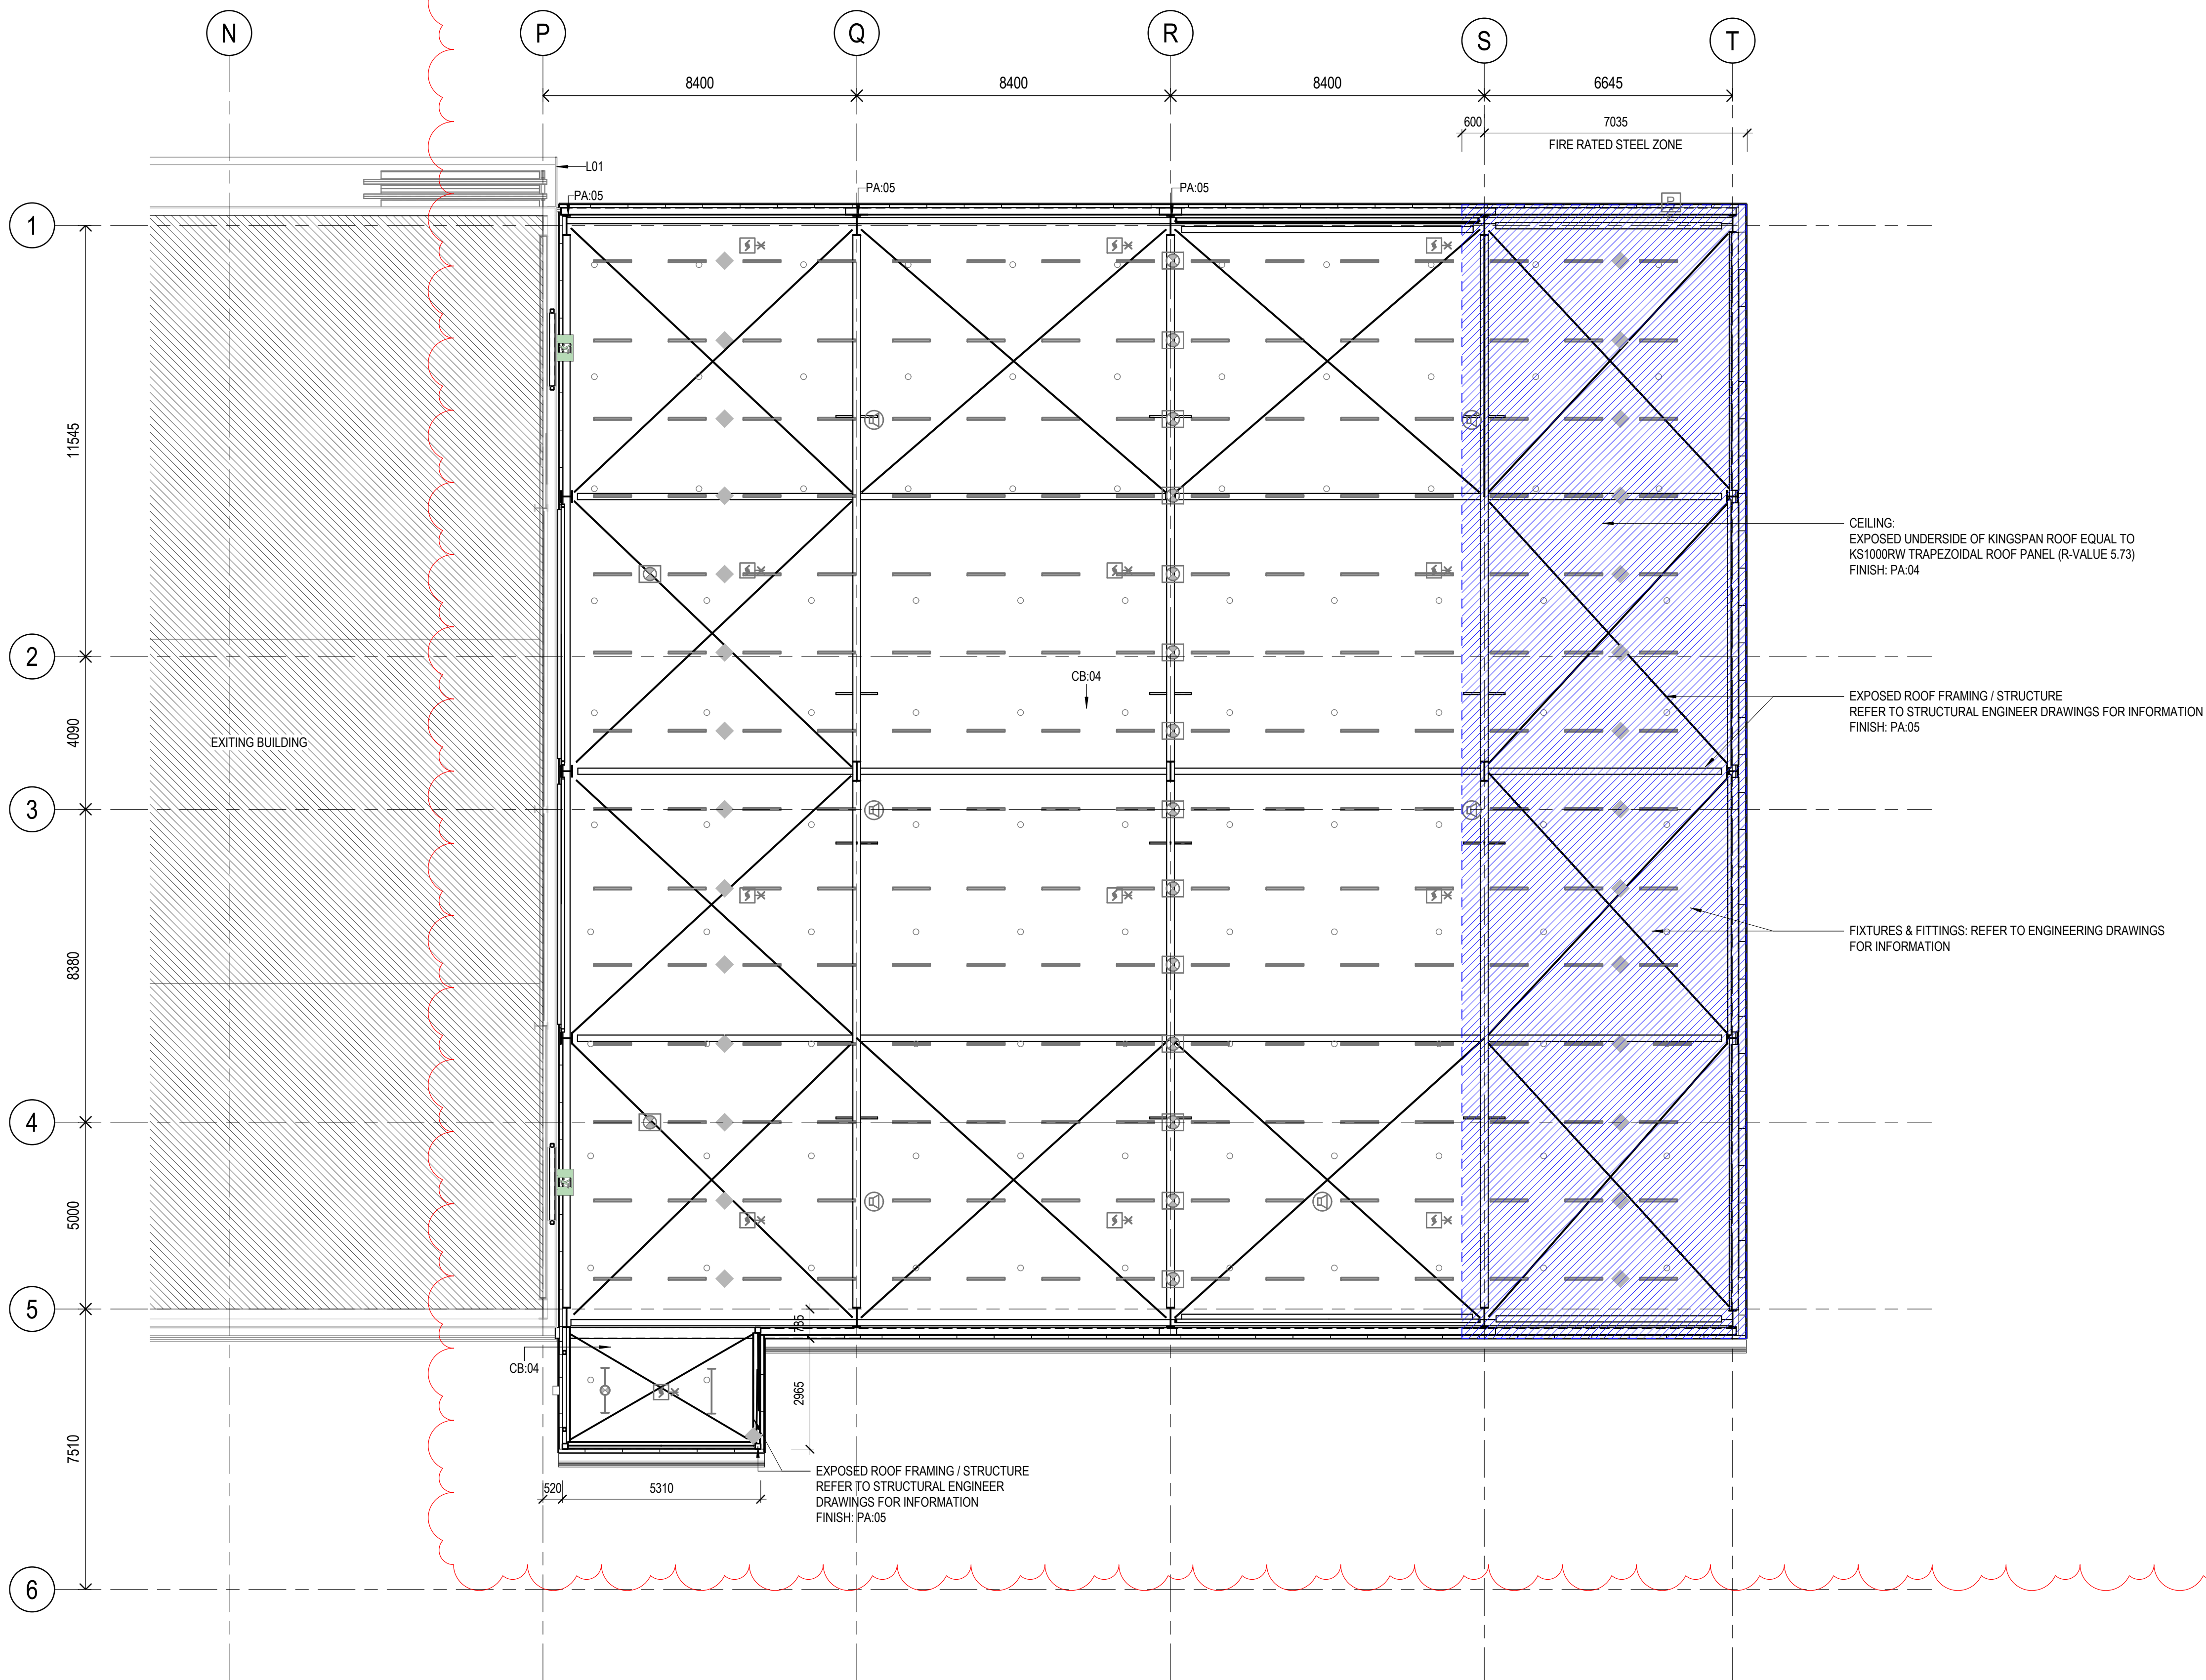 N
P
Q
R
S
T
8400
8400
8400
6645
600
7035
FIRE RATED STEEL ZONE
L01
PA:05
PA:05
PA:05
1
11545
CEILING:
EXPOSED UNDERSIDE OF KINGSPAN ROOF EQUAL TO
KS1000RW TRAPEZOIDAL ROOF PANEL (R-VALUE 5.73)
FINISH: PA:04
2
CB:04
EXPOSED ROOF FRAMING / STRUCTURE
REFER TO STRUCTURAL ENGINEER DRAWINGS FOR INFORMATION
FINISH: PA:05
4090
EXITING BUILDING
3
FIXTURES & FITTINGS: REFER TO ENGINEERING DRAWINGS
FOR INFORMATION
8380
4
5000
5
785
CB:04
2965
7510
EXPOSED ROOF FRAMING / STRUCTURE
REFER TO STRUCTURAL ENGINEER
DRAWINGS FOR INFORMATION
FINISH: PA:05
520
5310
6